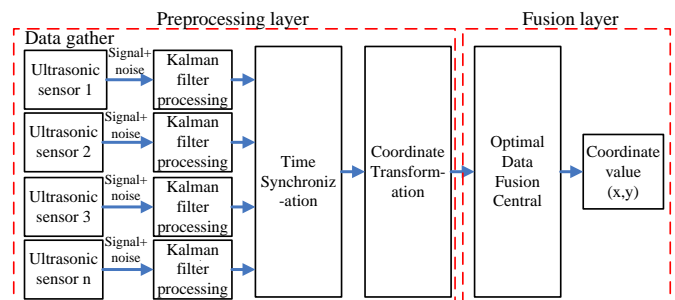 Preprocessing layer
Fusion layer
Data gather
Ultrasonic
sensor 1
Signal+
noise
Kalman
filter
processing
Ultrasonic
sensor 2
Signal+
noise
Kalman
filter
processing
Ultrasonic
sensor 3
Signal+
noise
Kalman
filter
processing
Ultrasonic
sensor n
Signal+
noise
Kalman
filter
processing
Time
Synchroniz
-ation
Coordinate
Transform-
ation
Optimal
Data
Fusion
Central
Coordinate
value
(x,y)